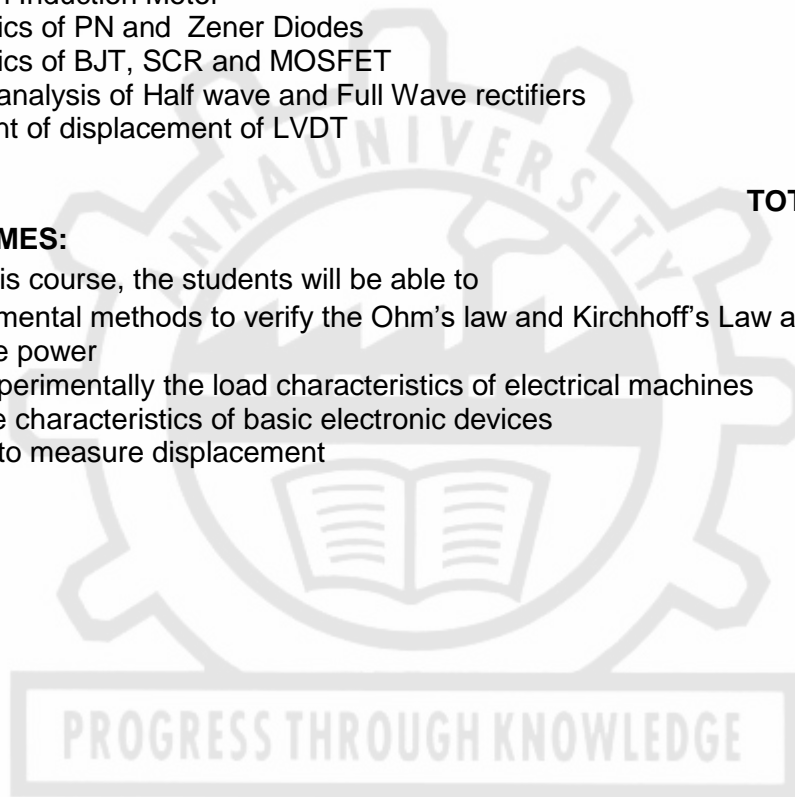 Induction Motor
ics of PN and Zener Diodes
ics of BJT, SCR and MOSFET
analysis of Half wave and Full Wave rectifiers
nt of displacement of LVDT
NNA UNIVERSITY
TOT
MES:
is course, the students will be able to
mental methods to verify the Ohm's law and Kirchhoff's Law a
e power
perimentally the load characteristics of electrical machines
e characteristics of basic electronic devices
to measure displacement
PROGRESS THROUGH KNOWLEDGE